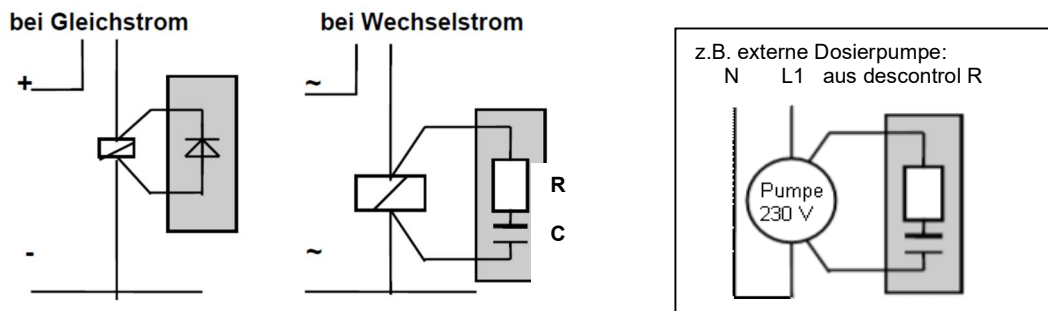 bei Gleichstrom
+
-
bei Wechselstrom
~
R
C
~
z.B. externe Dosierpumpe:
N L1 aus descontrol R
Pumpe
230 V